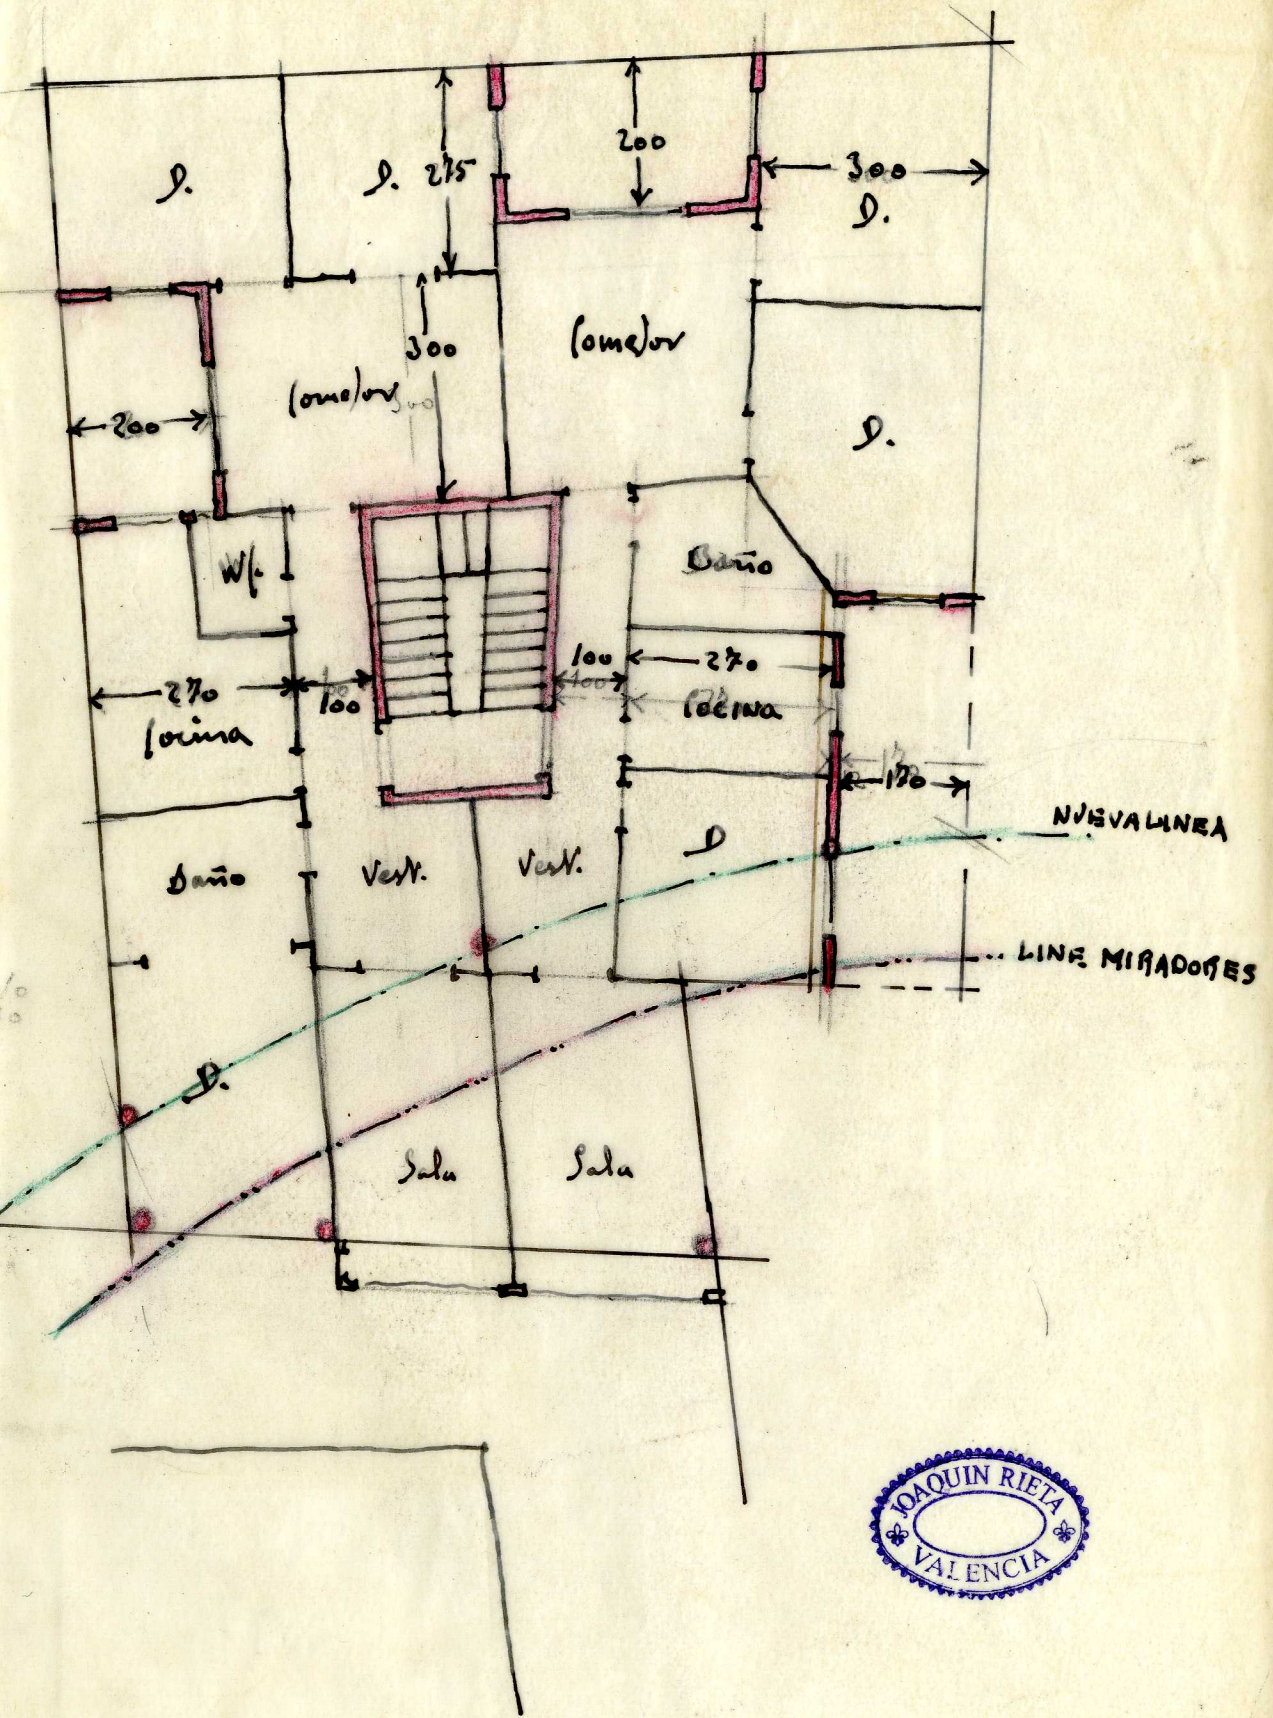 D.
D.
275
200
300
D.
300
Comedor
Comedor
200
D.
W.
Baño
270
100
100
270
Cocina
Cocina
170
NUEVA LINEA
Baño
Vest.
Vest.
D
LINE MIRADORES
D.
Sala
Sala
JOAQUIN RIETA
VALENCIA